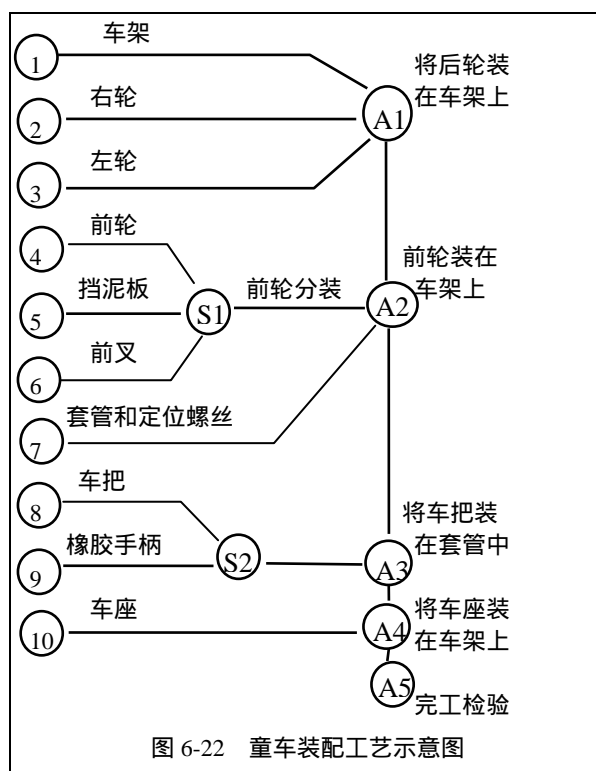 1
车架
将后轮装
在车架上
2
右轮
A1
3
左轮
4
前轮
前轮装在
车架上
5
挡泥板
S1
前轮分装
A2
6
前叉
7
套管和定位螺丝
8
车把
将车把装
在套管中
9
橡胶手柄
S2
A3
10
车座
A4
将车座装
在车架上
A5
完工检验
图 6-22 童车装配工艺示意图